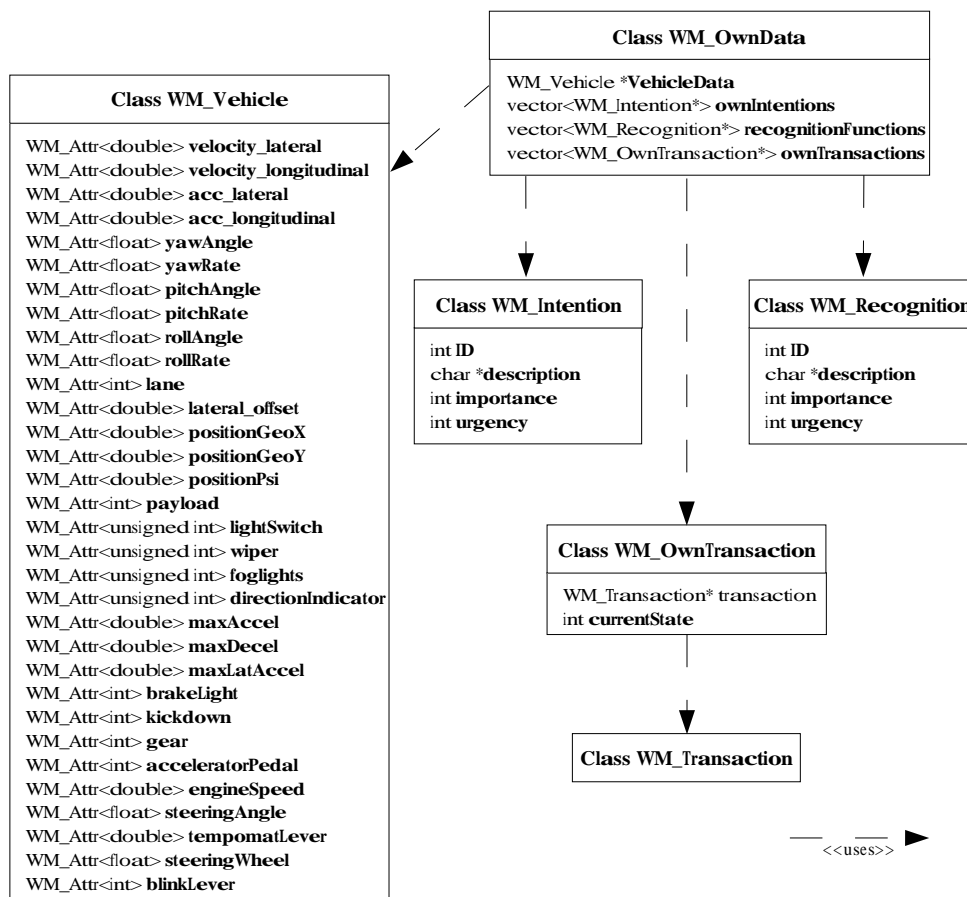 Class WM_OwnData
WM_Vehicle *VehicleData
vector<WM_Intention*> ownIntentions
vector<WM_Recognition*> recognitionFunctions
vector<WM_OwnTransaction*> ownTransactions
Class WM_Vehicle
WM_Attr<double> velocity_lateral
WM_Attr<double> velocity_longitudinal
WM_Attr<double> acc_lateral
WM_Attr<double> acc_longitudinal
WM_Attr<float> yawAngle
WM_Attr<float> yawRate
WM_Attr<float> pitchAngle
WM_Attr<float> pitchRate
WM_Attr<float> rollAngle
WM_Attr<float> rollRate
WM_Attr<int> lane
WM_Attr<double> lateral_offset
WM_Attr<double> positionGeoX
WM_Attr<double> positionGeoY
WM_Attr<double> positionPsi
WM_Attr<int> payload
WM_Attr<unsigned int> lightSwitch
WM_Attr<unsigned int> wiper
WM_Attr<unsigned int> foglights
WM_Attr<unsigned int> directionIndicator
WM_Attr<double> maxAccel
WM_Attr<double> maxDecel
WM_Attr<double> maxLatAccel
WM_Attr<int> brakeLight
WM_Attr<int> kickdown
WM_Attr<int> gear
WM_Attr<int> acceleratorPedal
WM_Attr<double> engineSpeed
WM_Attr<float> steeringAngle
WM_Attr<double> tempomatLever
WM_Attr<float> steeringWheel
WM_Attr<int> blinkLever
Class WM_Intention
int ID
char *description
int importance
int urgency
Class WM_Recognition
int ID
char *description
int importance
int urgency
Class WM_OwnTransaction
WM_Transaction* transaction
int currentState
Class WM_Transaction
<<uses>>